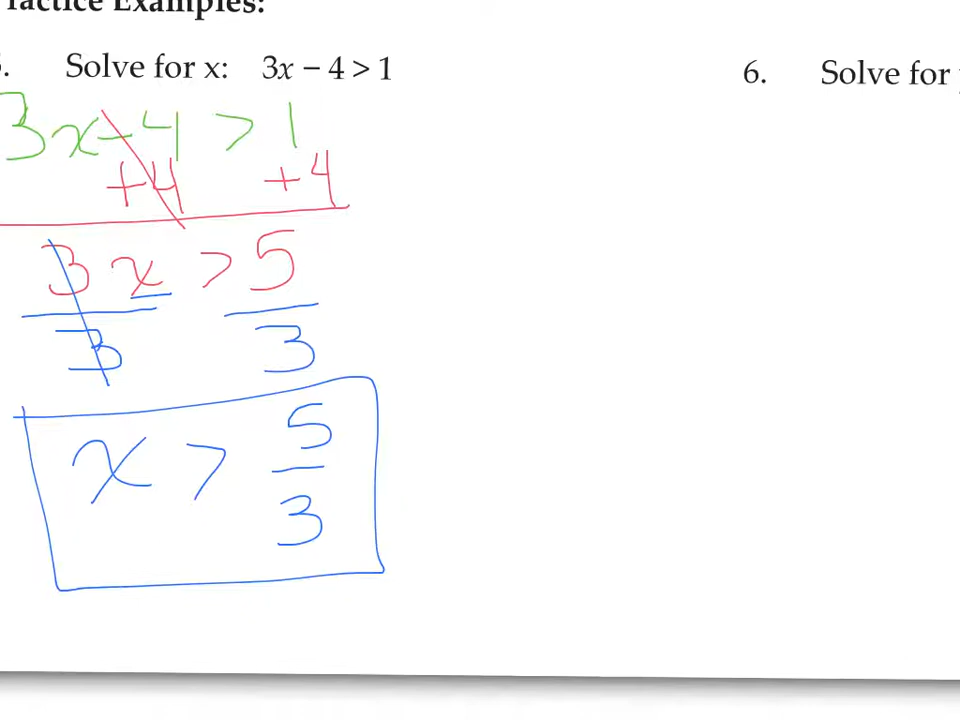 ractice Examples:
. Solve for x: 3x − 4 > 1
6. Solve for
3x − 4 > 1
+4 +4
3x > 5
3 3
x > 5/3